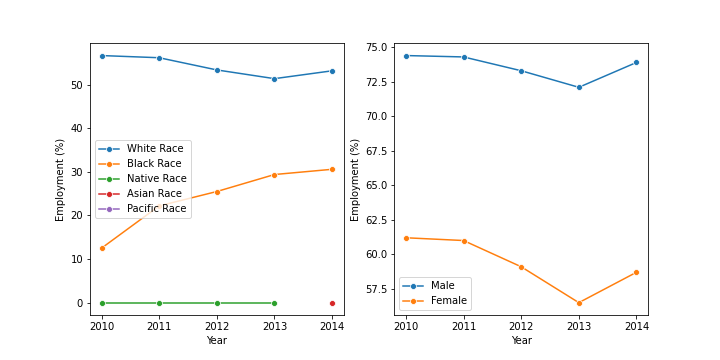 Employment (%)
50
40
30
20
10
0
White Race
Black Race
Native Race
Asian Race
Pacific Race
2010 2011 2012 2013 2014
Year
Employment (%)
75.0
72.5
70.0
67.5
65.0
62.5
60.0
57.5
Male
Female
2010 2011 2012 2013 2014
Year